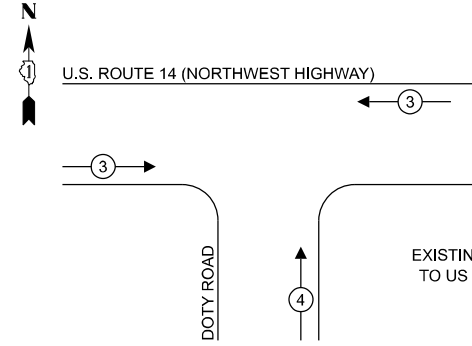 N
1
U.S. ROUTE 14 (NORTHWEST HIGHWAY)
3
3
DOTY ROAD
4
EXISTIN
TO US